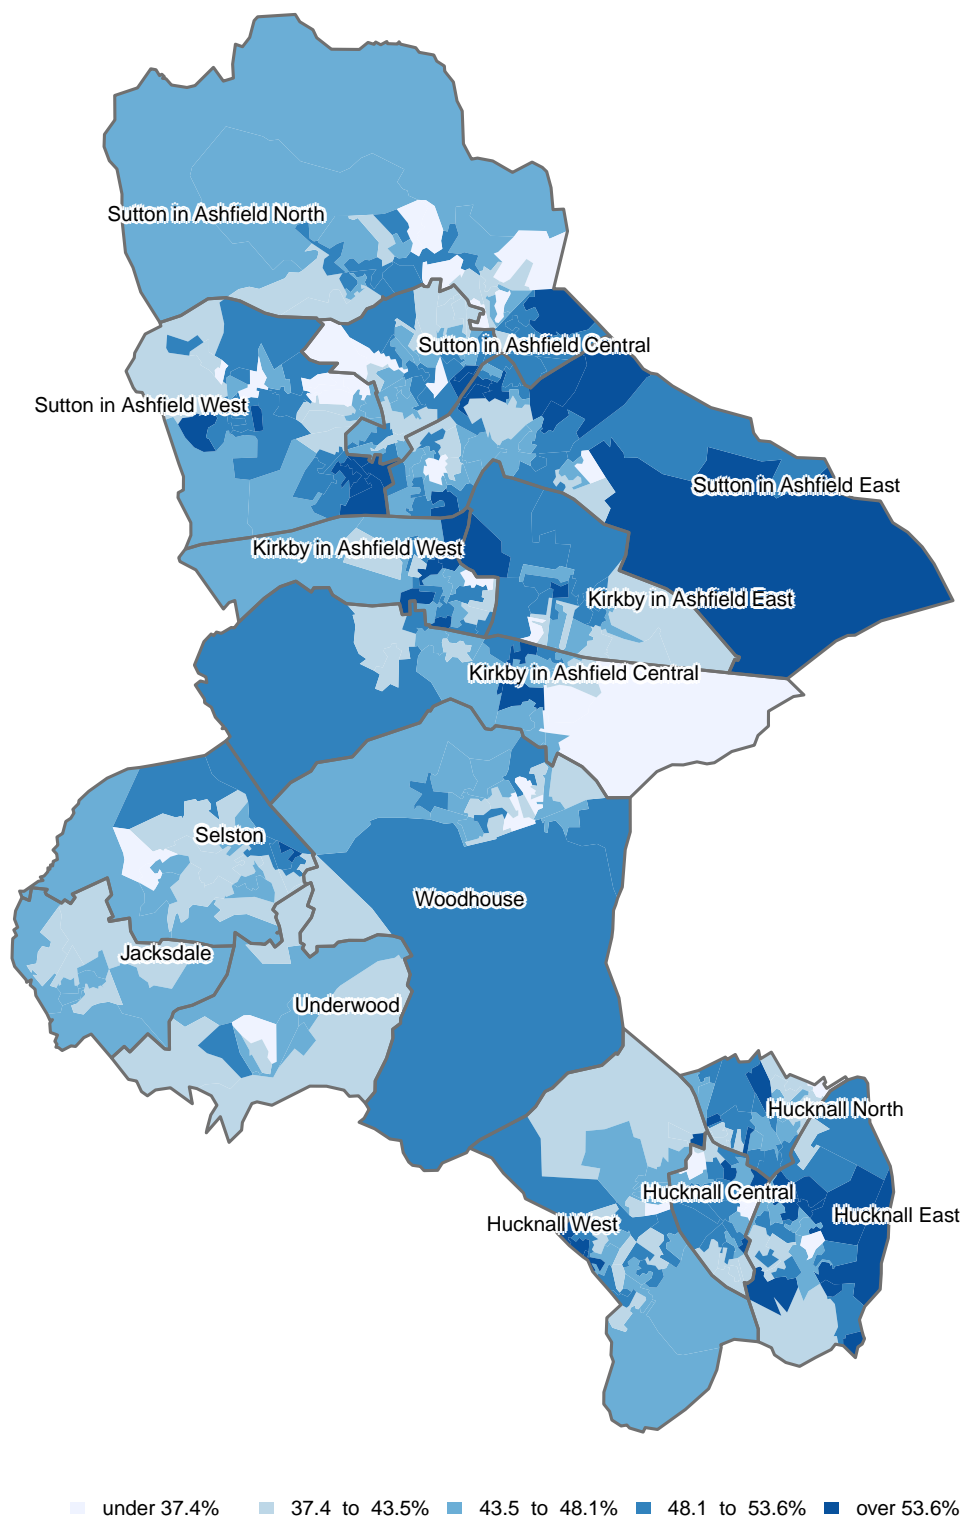 Sutton in Ashfield North
Sutton in Ashfield Central
Sutton in Ashfield West
Sutton in Ashfield East
Kirkby in Ashfield West
Kirkby in Ashfield East
Kirkby in Ashfield Central
Selston
Woodhouse
Jacksdale
Underwood
Hucknall North
Hucknall Central
Hucknall East
Hucknall West
under 37.4% 37.4 to 43.5% 43.5 to 48.1% 48.1 to 53.6% over 53.6%